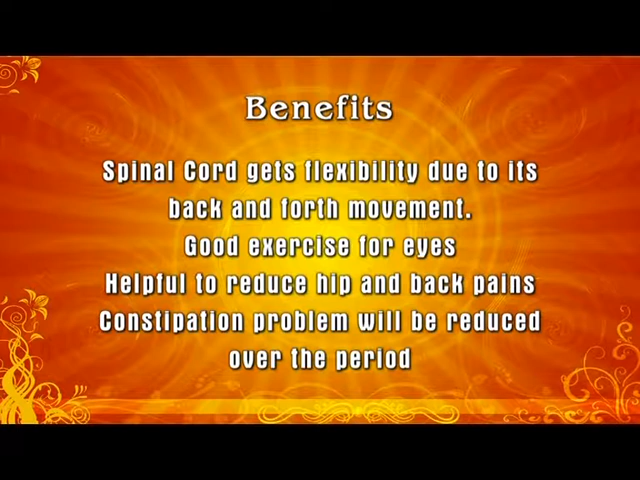 Benefits
Spinal Cord gets flexibility due to its
back and forth movement.
Good exercise for eyes
Helpful to reduce hip and back pains
Constipation problem will be reduced
over the period